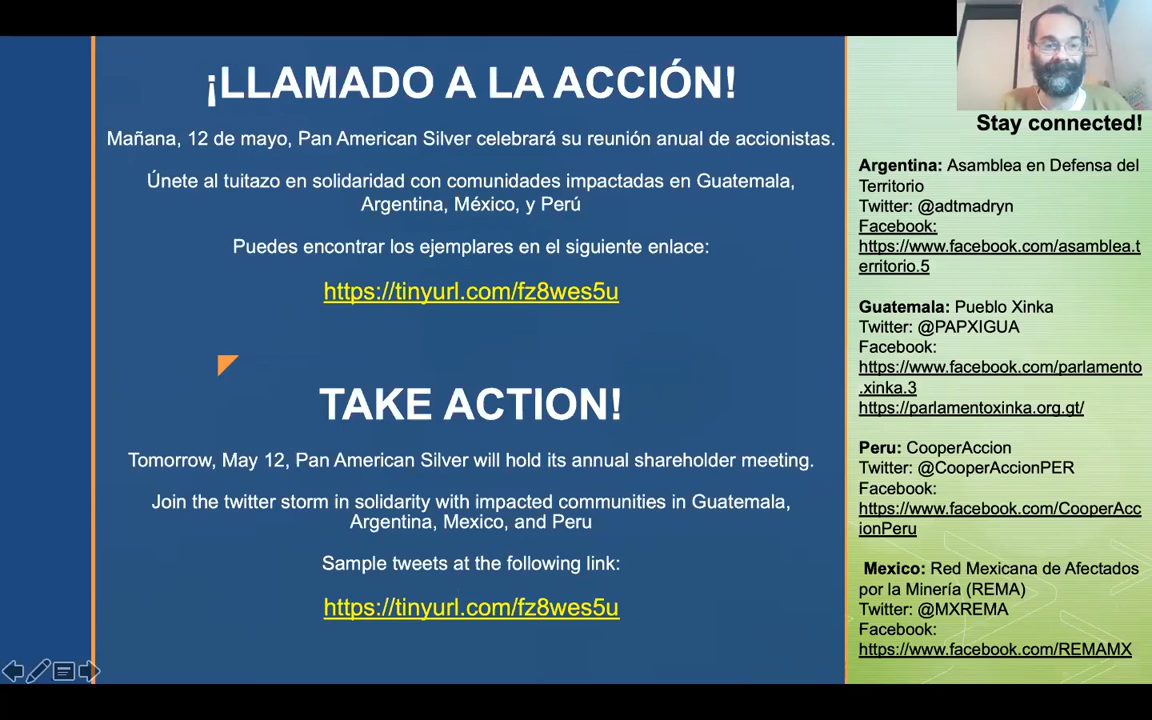 ¡LLAMADO A LA ACCIÓN!
Mañana, 12 de mayo, Pan American Silver celebrará su reunión anual de accionistas.
Únete al tuitazo en solidaridad con comunidades impactadas en Guatemala,
Argentina, México, y Perú
Puedes encontrar los ejemplares en el siguiente enlace:
https://tinyurl.com/fz8wes5u
TAKE ACTION!
Tomorrow, May 12, Pan American Silver will hold its annual shareholder meeting.
Join the twitter storm in solidarity with impacted communities in Guatemala,
Argentina, Mexico, and Peru
Sample tweets at the following link:
https://tinyurl.com/fz8wes5u
Stay connected!
Argentina: Asamblea en Defensa del
Territorio
Twitter: @adtmadryn
Facebook:
https://www.facebook.com/asamblea.t
erritorio.5
Guatemala: Pueblo Xinka
Twitter: @PAPXIGUA
Facebook:
https://www.facebook.com/parlamento
.xinka.3
https://parlamentoxinka.org.gt/
Peru: CooperAccion
Twitter: @CooperAccionPER
Facebook:
https://www.facebook.com/CooperAcc
ionPeru
Mexico: Red Mexicana de Afectados
por la Minería (REMA)
Twitter: @MXREMA
Facebook:
https://www.facebook.com/REMAMX